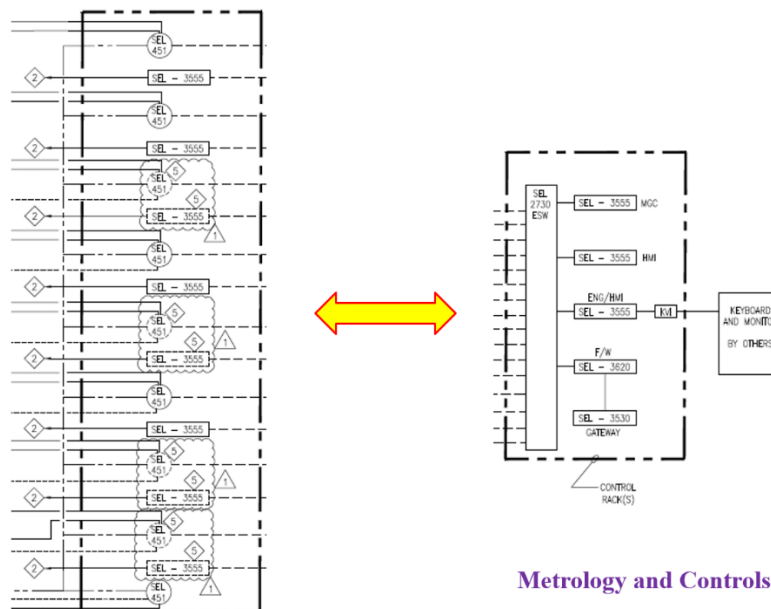 SEL
451
2 SEL - 3555
SEL
451
2 SEL - 3555
5
SEL
451
5
2 SEL - 3555
1
SEL
451
2 SEL - 3555
5
SEL
451
5 1
2 SEL - 3555
SEL
451
2 SEL - 3555
5
SEL
451
5 1
2 SEL - 3555
5
SEL
451
5
2 SEL - 3555
1
SEL
451
SEL
2730
ESW
SEL - 3555 MGC
SEL - 3555 HMI
ENG/HMI
SEL - 3555
KEYBOARD
AND MONITO
BY OTHERS
F/W
SEL - 3620
SEL - 3530
GATEWAY
CONTROL
RACK(S)
Metrology and Controls